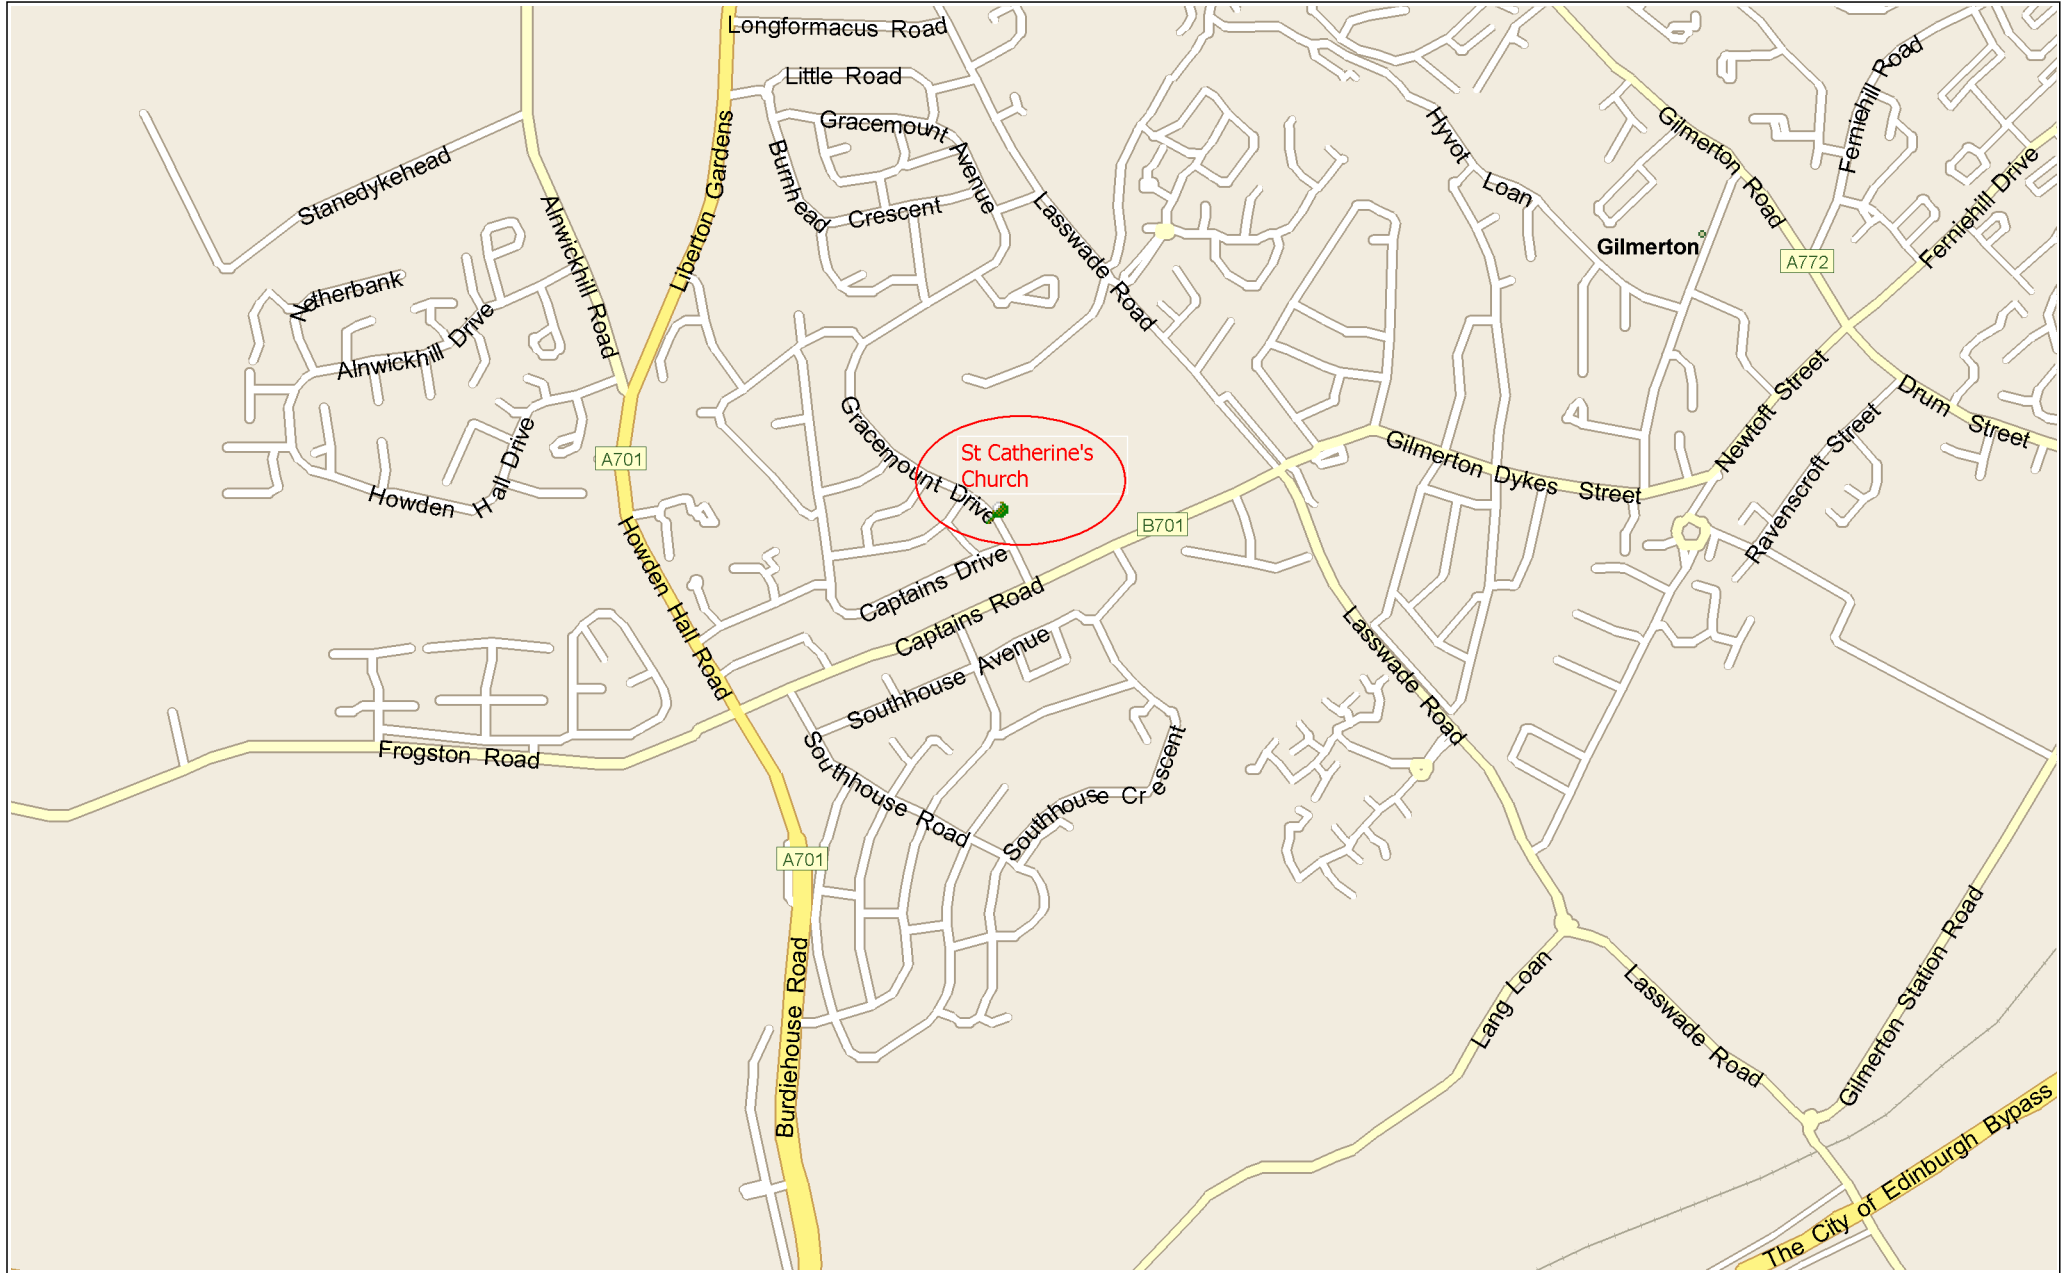 Longformacus Road
Little Road
Gracemount Avenue
Burnhead
Crescent
Liberton Gardens
Stanedykehead
Alnwickhill Road
Netherbank
Alnwickhill Drive
Howden Hall Drive
A701
Lasswade Road
Hyvot Loan
Gilmerton
Gilmerton Road
Ferniehill Road
Ferniehill Drive
A772
Newtoft Street
Drum Street
Ravenscroft Street
Gilmerton Dykes Street
Gracemount Drive
St Catherine's
Church
B701
Captains Drive
Captains Road
Howden Hall Road
Southhouse Avenue
Frogston Road
Southhouse Road
Southhouse Crescent
Lasswade Road
A701
Burdiehouse Road
Lang Loan
Lasswade Road
Gilmerton Station Road
The City of Edinburgh Bypass